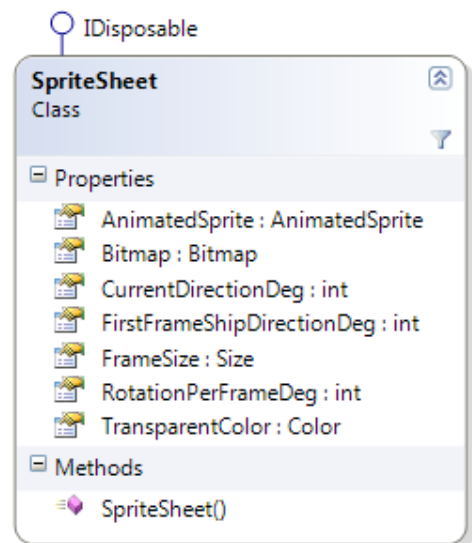 IDisposable
SpriteSheet
Class
Properties
AnimatedSprite : AnimatedSprite
Bitmap : Bitmap
CurrentDirectionDeg : int
FirstFrameShipDirectionDeg : int
FrameSize : Size
RotationPerFrameDeg : int
TransparentColor : Color
Methods
SpriteSheet()